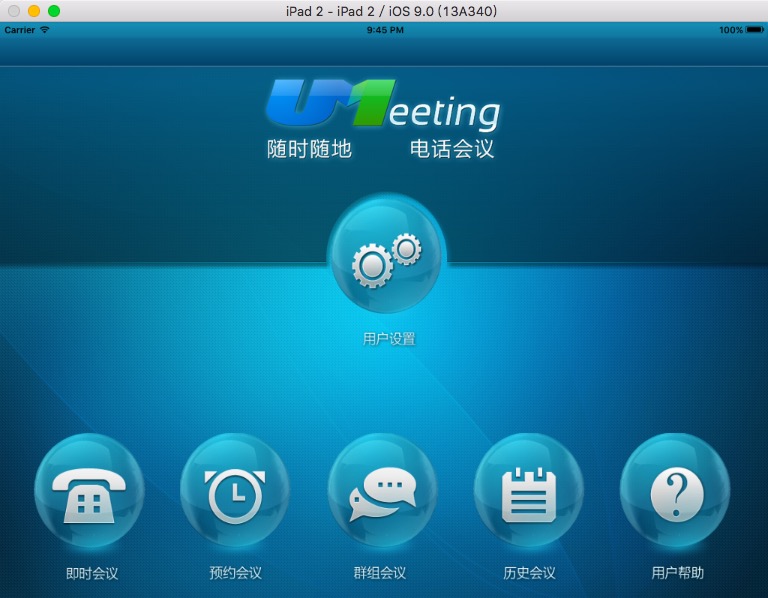 iPad 2 - iPad 2 / iOS 9.0 (13A340)
Carrier 9:45 PM 100%
UMeeting
随时随地 电话会议
用户设置
即时会议 预约会议 群组会议 历史会议 用户帮助